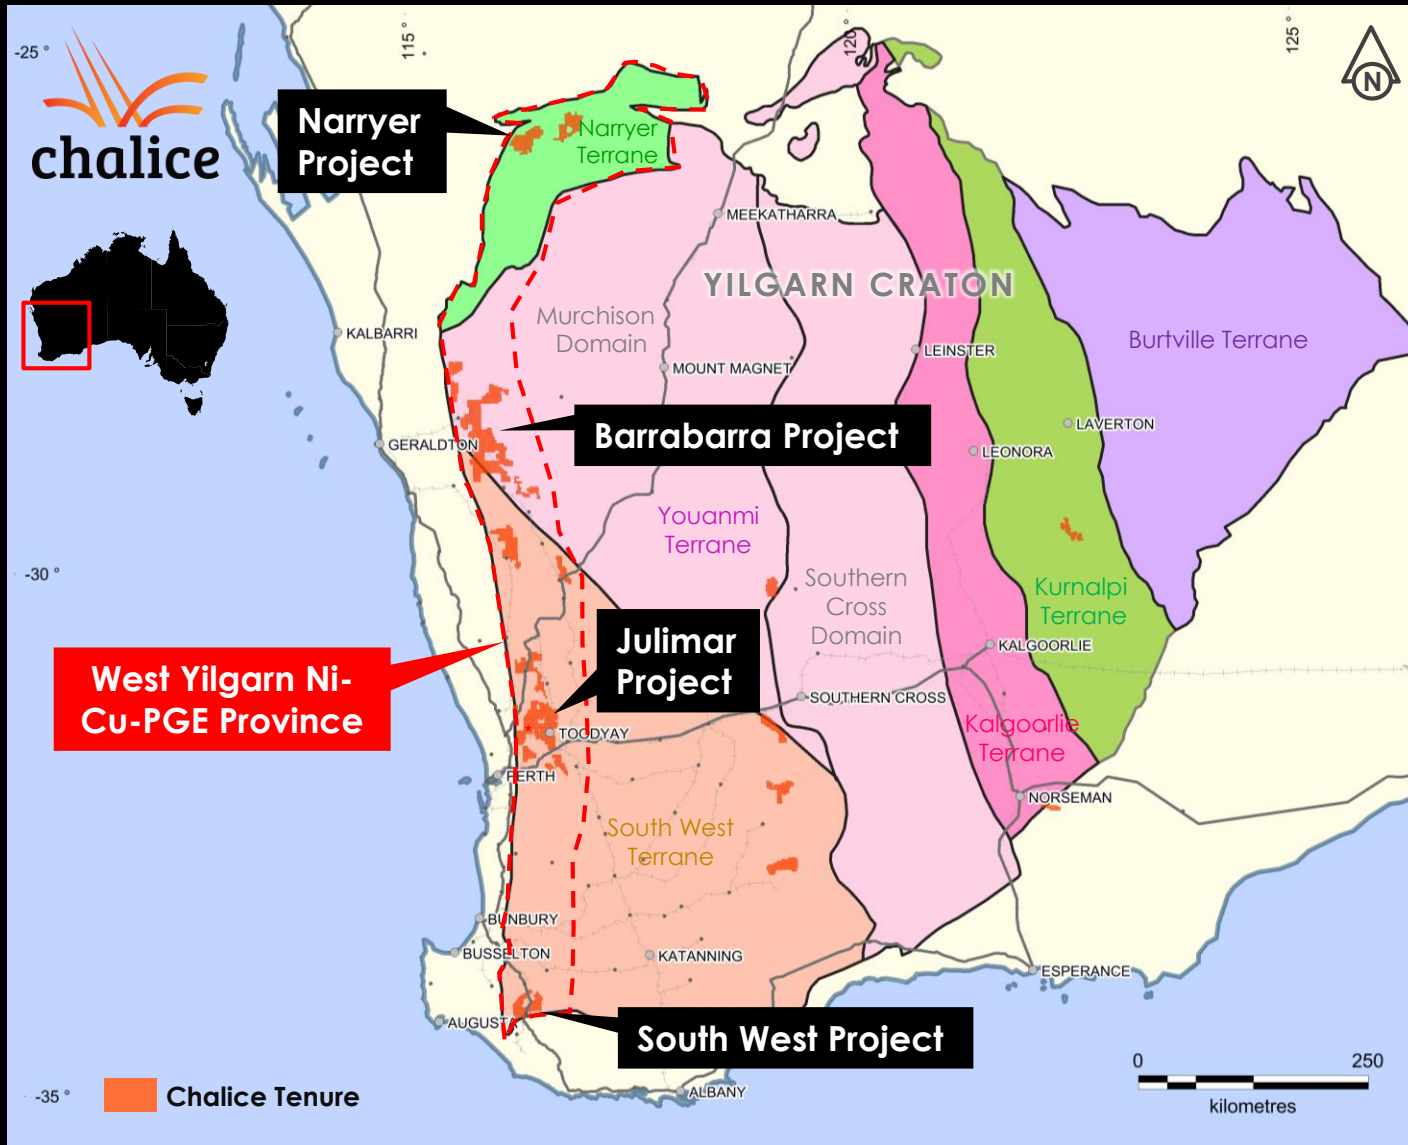 -25 °
115 °
120 °
125 °
N
chalice
Narryer
Project
Narryer
Terrane
MEEKATHARRA
YILGARN CRATON
Murchison
Domain
KALBARRI
LEINSTER
Burtville Terrane
MOUNT MAGNET
LAVERTON
Barrabarra Project
GERALDTON
LEONORA
Youanmi
Terrane
-30 °
Southern
Cross
Domain
Kurnalpi
Terrane
Julimar
Project
KALGOORLIE
West Yilgarn Ni-
Cu-PGE Province
SOUTHERN CROSS
TOODYAY
Kalgoorlie
Terrane
PERTH
NORSEMAN
South West
Terrane
BUNBURY
BUSSELTON
KATANNING
ESPERANCE
AUGUSTA
South West Project
0 250
kilometres
-35 °
Chalice Tenure
ALBANY